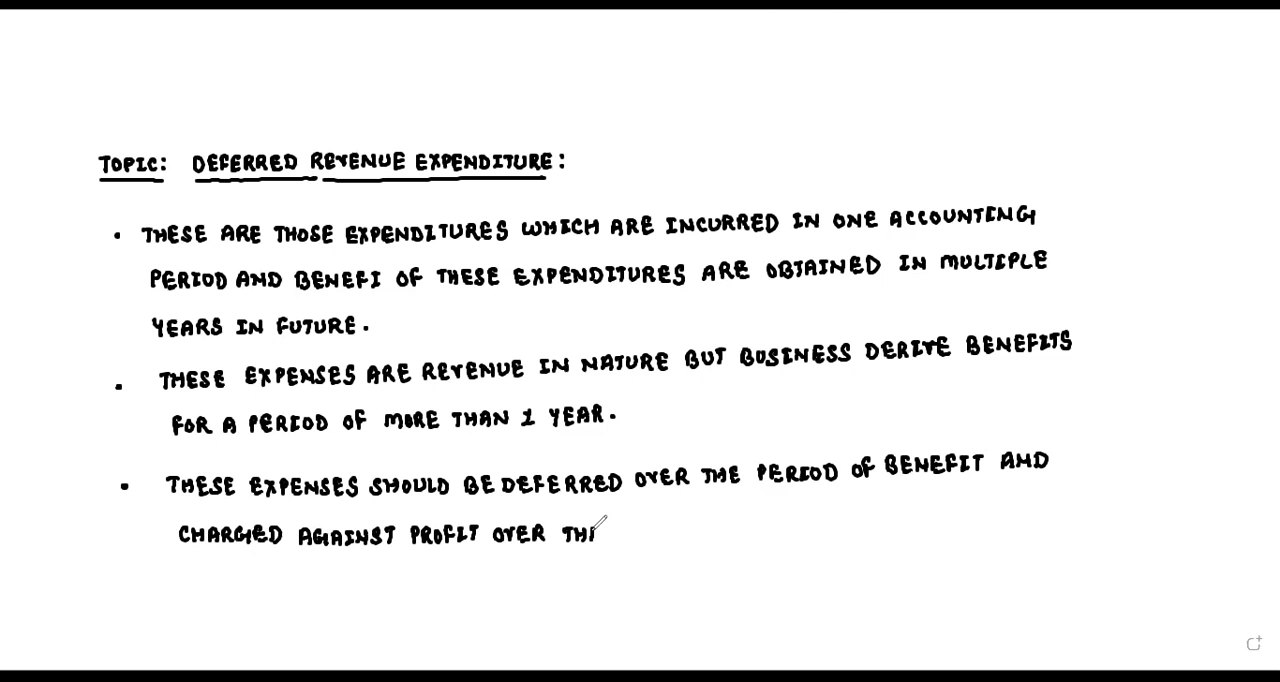 TOPIC: DEFERRED REVENUE EXPENDITURE:
• THESE ARE THOSE EXPENDITURES WHICH ARE INCURRED IN ONE ACCOUNTING
PERIOD AND BENEFI OF THESE EXPENDITURES ARE OBTAINED IN MULTIPLE
YEARS IN FUTURE.
• THESE EXPENSES ARE REVENUE IN NATURE BUT BUSINESS DERIVE BENEFITS
FOR A PERIOD OF MORE THAN 1 YEAR.
• THESE EXPENSES SHOULD BE DEFERRED OVER THE PERIOD OF BENEFIT AND
CHARGED AGAINST PROFIT OVER